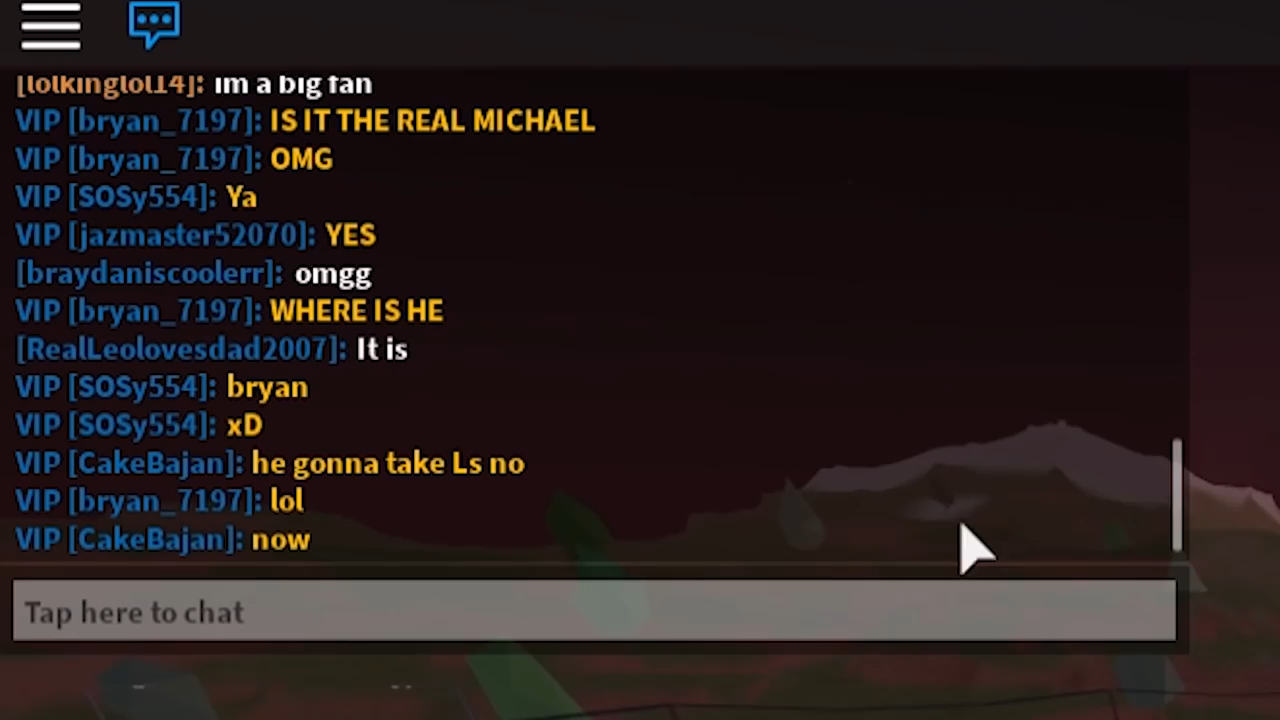 [lolkinglol14]: im a big fan
VIP [bryan_7197]: IS IT THE REAL MICHAEL
VIP [bryan_7197]: OMG
VIP [SOSy554]: Ya
VIP [jazmaster52070]: YES
[braydaniscoolerr]: omgg
VIP [bryan_7197]: WHERE IS HE
[RealLeolovesdad2007]: It is
VIP [SOSy554]: bryan
VIP [SOSy554]: xD
VIP [CakeBajan]: he gonna take Ls no
VIP [bryan_7197]: lol
VIP [CakeBajan]: now
Tap here to chat